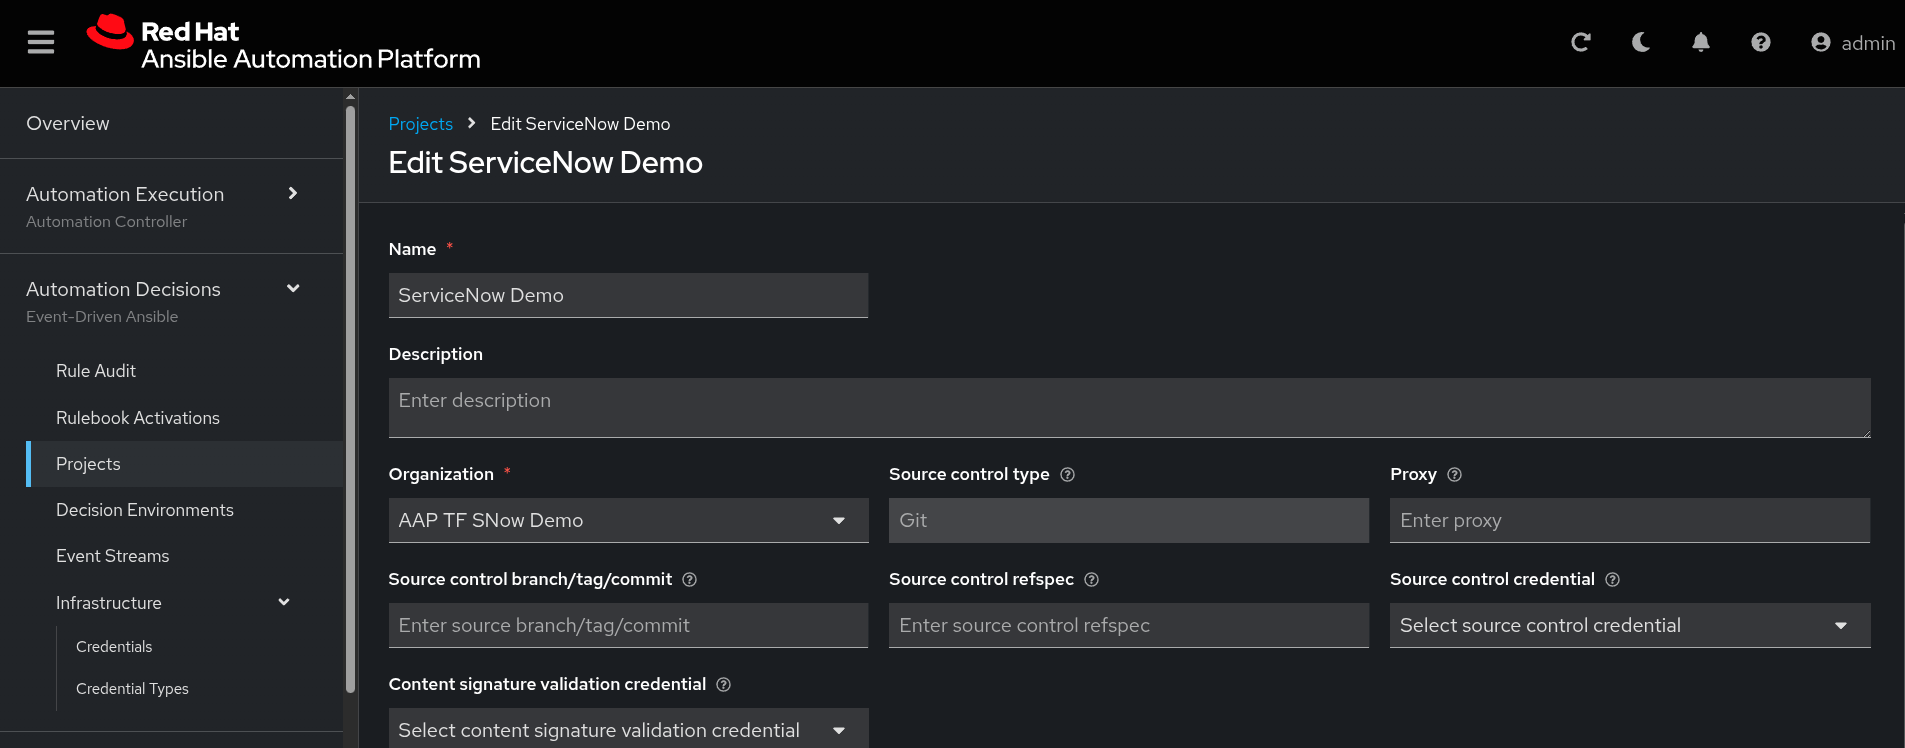 Red Hat
Ansible Automation Platform
admin
Overview
Automation Execution
Automation Controller
Automation Decisions
Event-Driven Ansible
Rule Audit
Rulebook Activations
Projects
Decision Environments
Event Streams
Infrastructure
Credentials
Credential Types
Projects > Edit ServiceNow Demo
Edit ServiceNow Demo
Name *
ServiceNow Demo
Description
Enter description
Organization * Source control type Proxy
AAP TF SNow Demo Git Enter proxy
Source control branch/tag/commit Source control refspec Source control credential
Enter source branch/tag/commit Enter source control refspec Select source control credential
Content signature validation credential
Select content signature validation credential